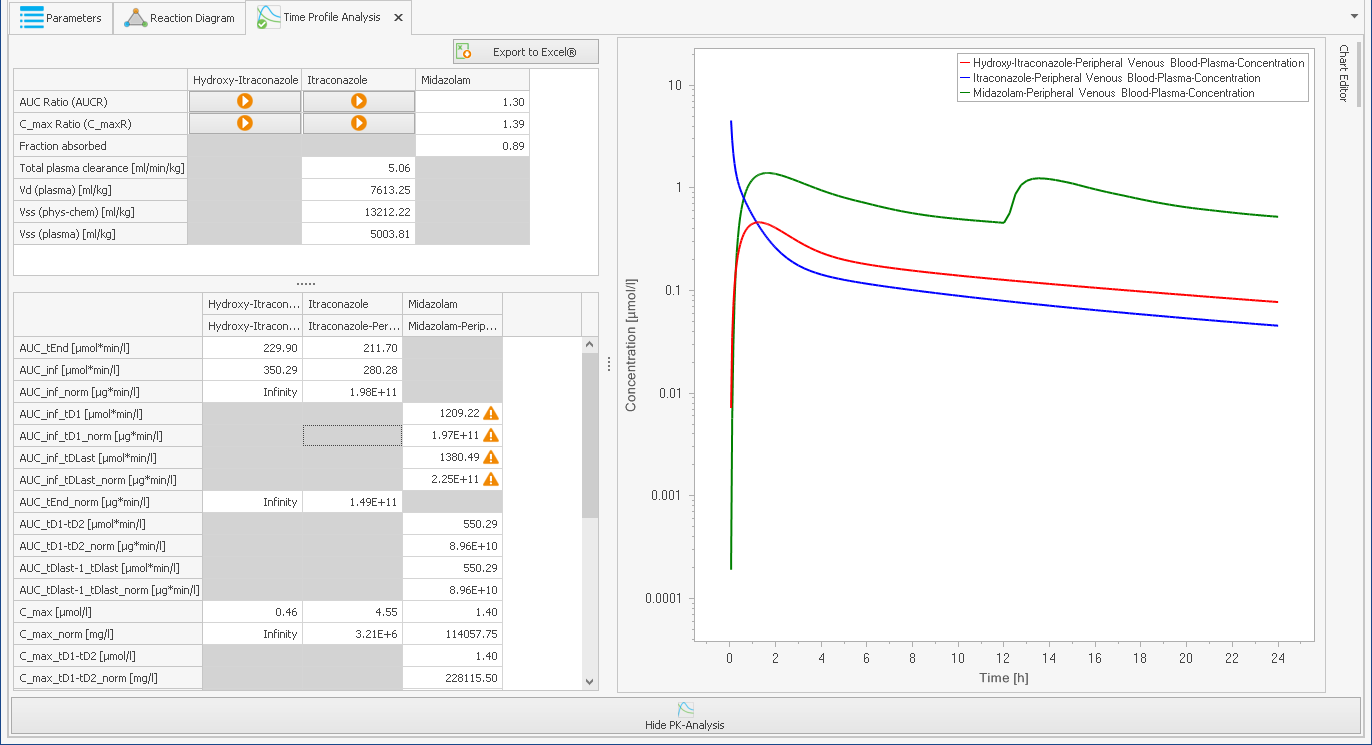 Parameters Reaction Diagram Time Profile Analysis
Export to Excel®
Hydroxy-Itraconazole Itraconazole Midazolam
AUC Ratio (AUCR) 1.30
C_max Ratio (C_maxR) 1.39
Fraction absorbed 0.89
Total plasma clearance [ml/min/kg] 5.06
Vd (plasma) [ml/kg] 7613.25
Vss (phys-chem) [ml/kg] 13212.22
Vss (plasma) [ml/kg] 5003.81
Hydroxy-Itracon... Itraconazole Midazolam
Hydroxy-Itracon... Itraconazole-Per... Midazolam-Perip...
AUC_tEnd [µmol*min/l] 229.90 211.70
AUC_inf [µmol*min/l] 350.29 280.28
AUC_inf_norm [µg*min/l] Infinity 1.98E+11
AUC_inf_tD1 [µmol*min/l] 1209.22
AUC_inf_tD1_norm [µg*min/l] 1.97E+11
AUC_inf_tDLast [µmol*min/l] 1380.49
AUC_inf_tDLast_norm [µg*min/l] 2.25E+11
AUC_tEnd_norm [µg*min/l] Infinity 1.49E+11
AUC_tD1-tD2 [µmol*min/l] 550.29
AUC_tD1-tD2_norm [µg*min/l] 8.96E+10
AUC_tDlast-1_tDlast [µmol*min/l] 550.29
AUC_tDlast-1_tDlast_norm [µg*min/l] 8.96E+10
C_max [µmol/l] 0.46 4.55 1.40
C_max_norm [mg/l] Infinity 3.21E+6 114057.75
C_max_tD1-tD2 [µmol/l] 1.40
C_max_tD1-tD2_norm [mg/l] 228115.50
Hydroxy-Itraconazole-Peripheral Venous Blood-Plasma-Concentration
Itraconazole-Peripheral Venous Blood-Plasma-Concentration
Midazolam-Peripheral Venous Blood-Plasma-Concentration
Concentration [µmol/l]
10
1
0.1
0.01
0.001
0.0001
0 2 4 6 8 10 12 14 16 18 20 22 24
Time [h]
Chart Editor
Hide PK-Analysis